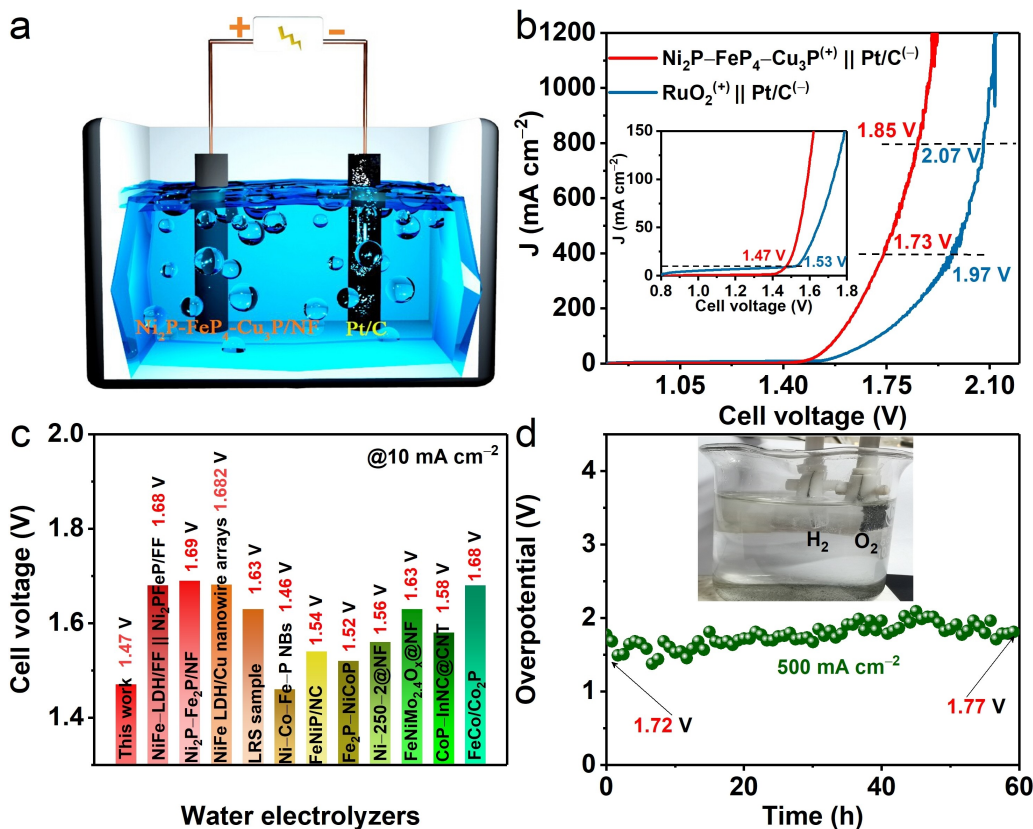 a
+ −
Ni₂P-FeP₄-Cu₃P/NF
Pt/C
b
J (mA cm⁻²)
1200
1000
800
600
400
200
0
Ni₂P−FeP₄−Cu₃P⁽⁺⁾ || Pt/C⁽⁻⁾
RuO₂⁽⁺⁾ || Pt/C⁽⁻⁾
1.85 V
2.07 V
1.73 V
1.97 V
J (mA cm⁻²)
150
100
50
0
1.47 V
1.53 V
0.8 1.0 1.2 1.4 1.6 1.8
Cell voltage (V)
1.05 1.40 1.75 2.10
Cell voltage (V)
c
Cell voltage (V)
2.0
1.8
1.6
1.4
@10 mA cm⁻²
This work 1.47 V
NiFe−LDH/FF || Ni₂PFeP/FF 1.68 V
Ni₂P−Fe₂P/NF 1.69 V
NiFe LDH/Cu nanowire arrays 1.682 V
LRS sample 1.63 V
Ni−Co−Fe−P NBs 1.46 V
FeNiP/NC 1.54 V
Fe₂P−NiCoP 1.52 V
Ni−250−2@NF 1.56 V
FeNiMo₂.₄Oₓ@NF 1.63 V
CoP−InNC@CNT 1.58 V
FeCo/Co₂P 1.68 V
Water electrolyzers
d
Overpotential (V)
4
3
2
1
0
H₂ O₂
500 mA cm⁻²
1.72 V
1.77 V
0 20 40 60
Time (h)